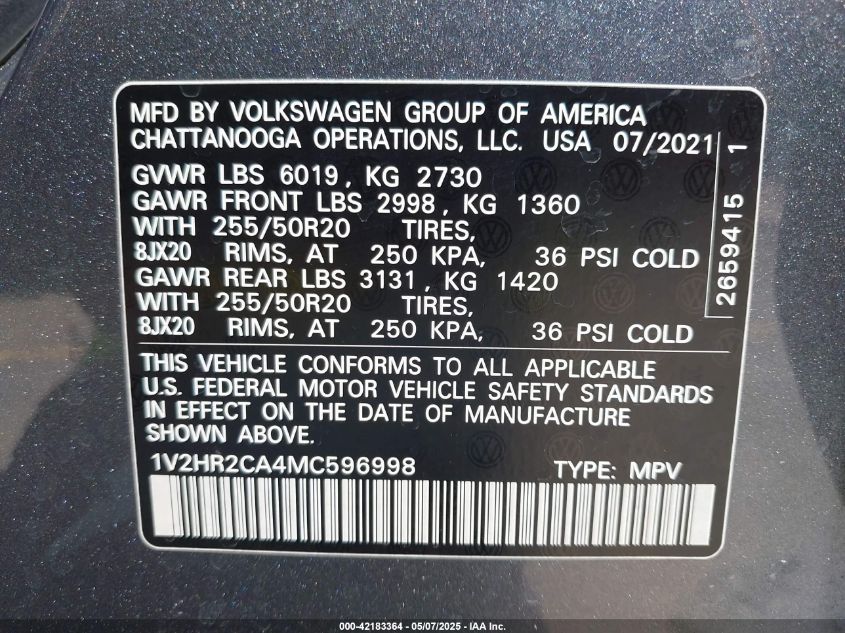 MFD BY VOLKSWAGEN GROUP OF AMERICA
CHATTANOOGA OPERATIONS, LLC. USA 07/2021
GVWR LBS 6019, KG 2730
GAWR FRONT LBS 2998, KG 1360
WITH 255/50R20 TIRES,
8JX20 RIMS, AT 250 KPA, 36 PSI COLD
GAWR REAR LBS 3131, KG 1420
WITH 255/50R20 TIRES,
8JX20 RIMS, AT 250 KPA, 36 PSI COLD
2659415 1
THIS VEHICLE CONFORMS TO ALL APPLICABLE
U.S. FEDERAL MOTOR VEHICLE SAFETY STANDARDS
IN EFFECT ON THE DATE OF MANUFACTURE
SHOWN ABOVE.
1V2HR2CA4MC596998 TYPE: MPV
000-42183364 - 05/07/2025 - IAA Inc.